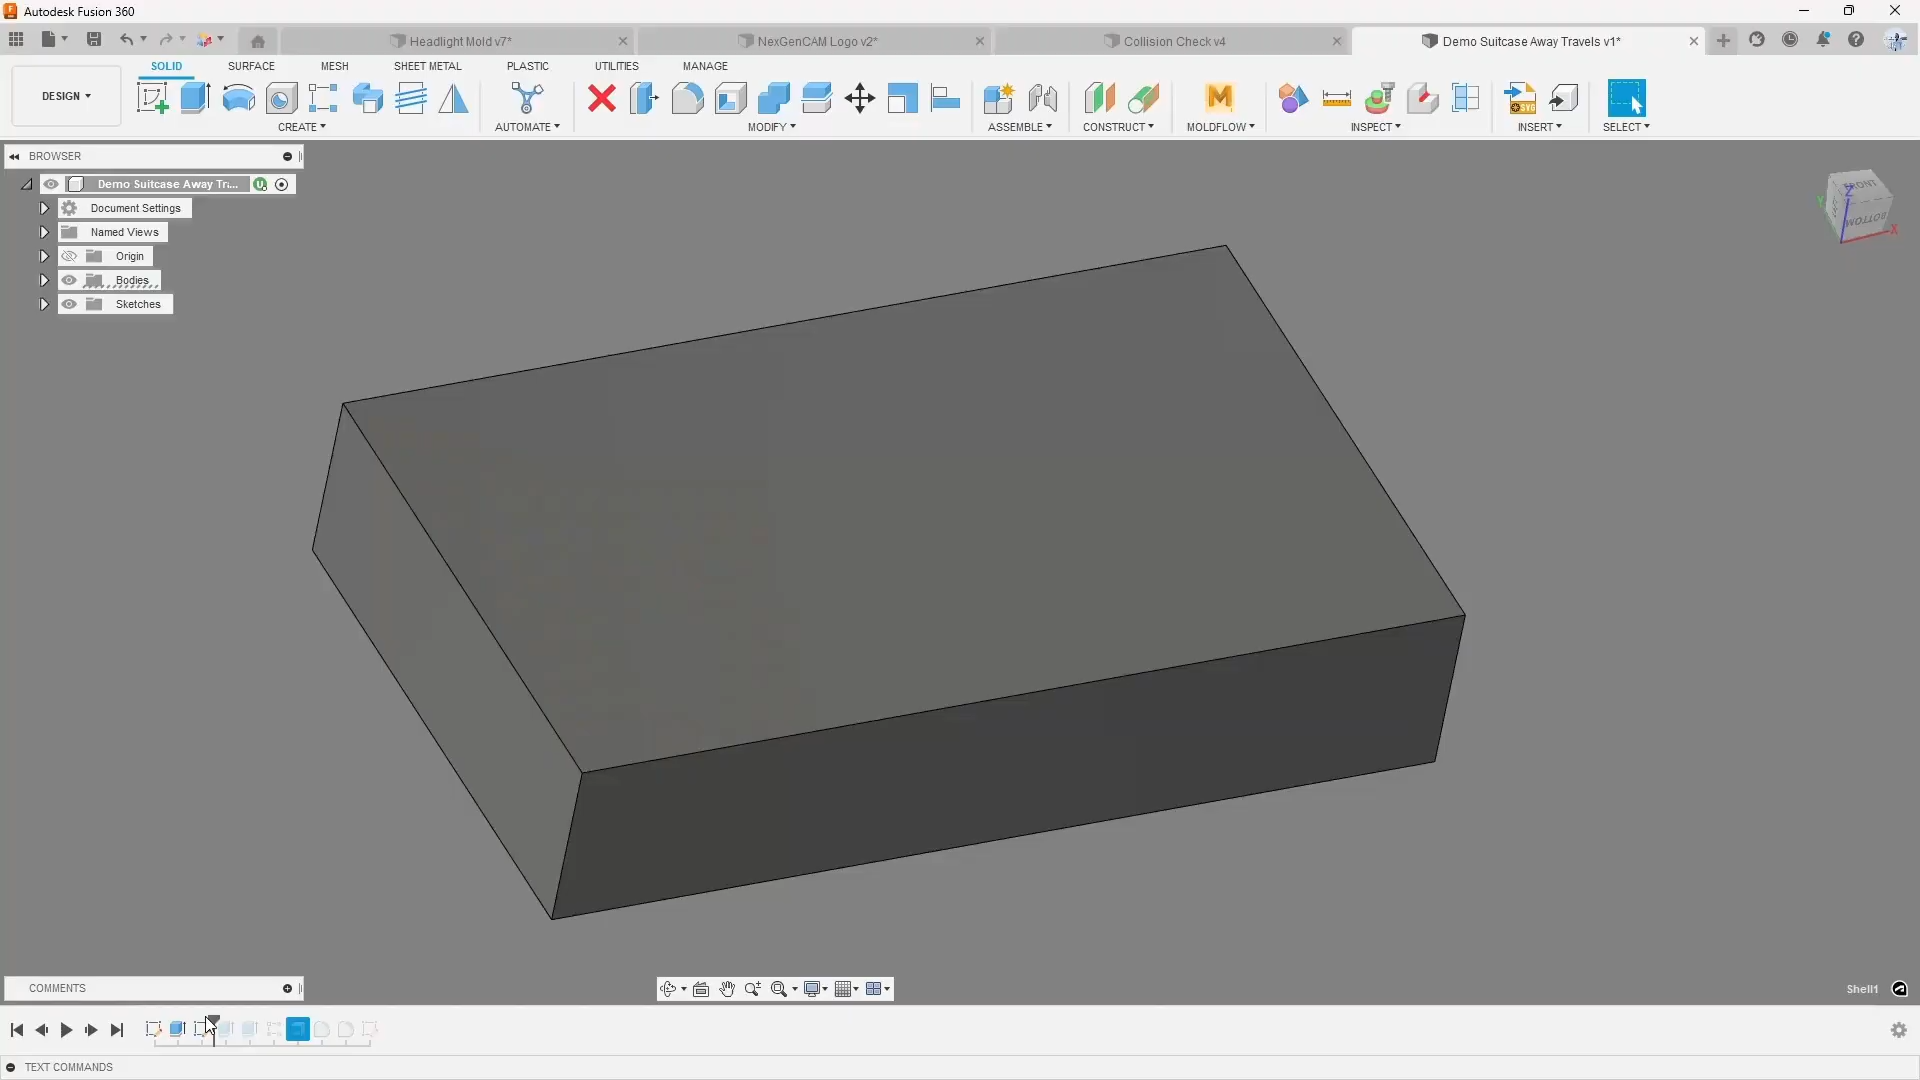 Autodesk Fusion 360
Headlight Mold v7*
NexGenCAM Logo v2*
Collision Check v4
Demo Suitcase Away Travels v1*
SOLID
SURFACE
MESH
SHEET METAL
PLASTIC
UTILITIES
MANAGE
DESIGN
CREATE
AUTOMATE
MODIFY
ASSEMBLE
CONSTRUCT
MOLDFLOW
INSPECT
INSERT
SELECT
BROWSER
Demo Suitcase Away Tr...
Document Settings
Named Views
Origin
Bodies
Sketches
FRONT
BOTTOM
Z
Y
X
COMMENTS
Shell1
TEXT COMMANDS